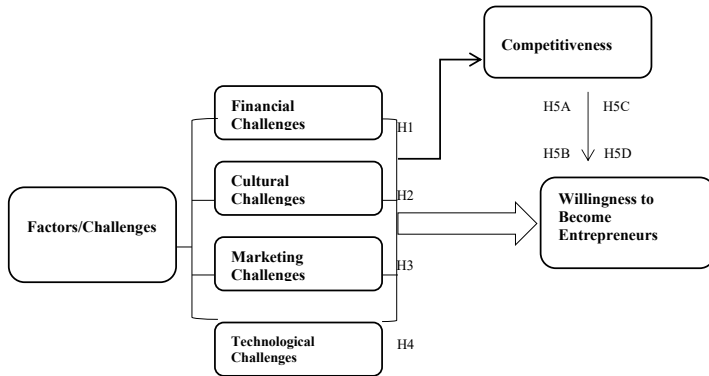 Competitiveness
Financial
Challenges
H1
H5A H5C
H5B H5D
Cultural
Challenges
H2
Factors/Challenges
Willingness to
Become
Entrepreneurs
Marketing
Challenges
H3
Technological
Challenges
H4